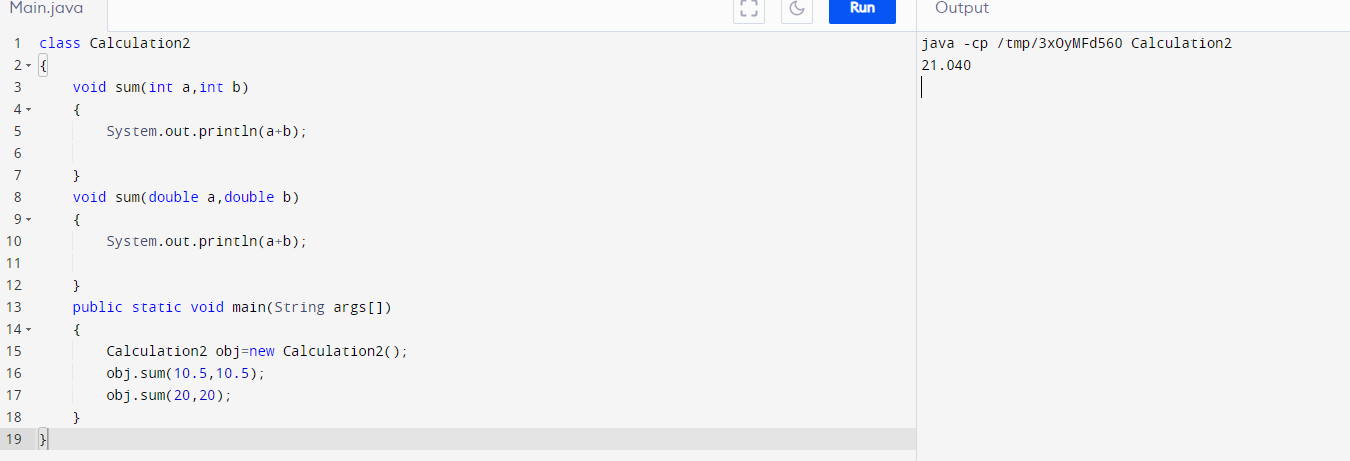 Main.java
Run
Output
1 class Calculation2
2 {
3 void sum(int a,int b)
4 {
5 System.out.println(a+b);
6
7 }
8 void sum(double a,double b)
9 {
10 System.out.println(a+b);
11
12 }
13 public static void main(String args[])
14 {
15 Calculation2 obj=new Calculation2();
16 obj.sum(10.5,10.5);
17 obj.sum(20,20);
18 }
19 }
java -cp /tmp/3xOyMFd560 Calculation2
21.040